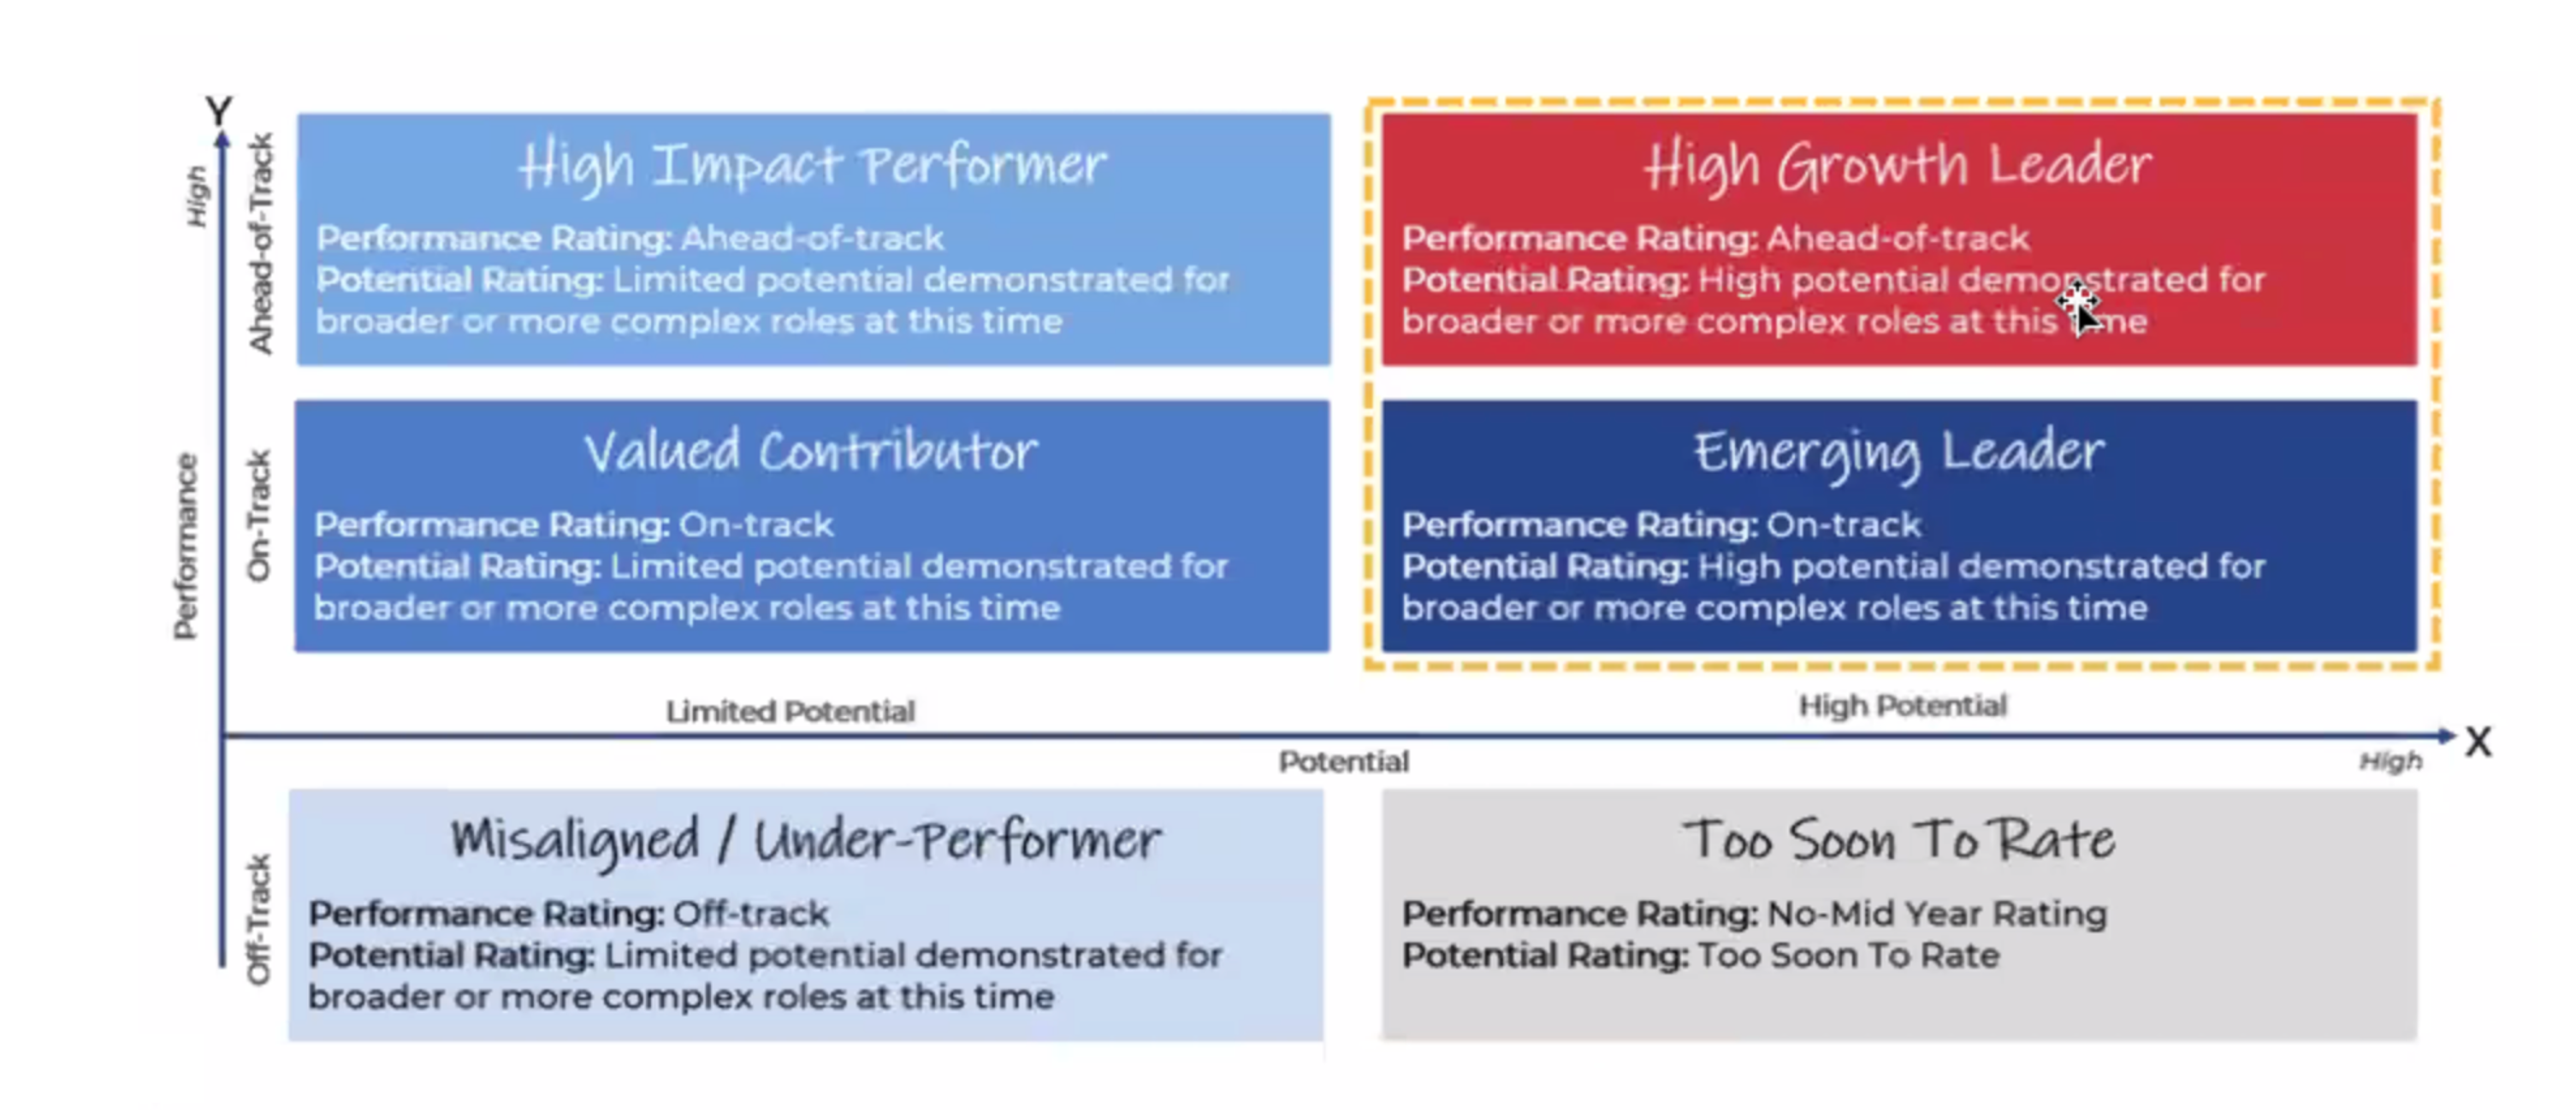 Y
High
Ahead-of-Track
High Impact Performer
Performance Rating: Ahead-of-track
Potential Rating: Limited potential demonstrated for
broader or more complex roles at this time
High Growth Leader
Performance Rating: Ahead-of-track
Potential Rating: High potential demonstrated for
broader or more complex roles at this time
Performance
On-Track
Valued Contributor
Performance Rating: On-track
Potential Rating: Limited potential demonstrated for
broader or more complex roles at this time
Emerging Leader
Performance Rating: On-track
Potential Rating: High potential demonstrated for
broader or more complex roles at this time
Limited Potential
High Potential
X
Potential
High
Off-Track
Misaligned / Under-Performer
Performance Rating: Off-track
Potential Rating: Limited potential demonstrated for
broader or more complex roles at this time
Too Soon To Rate
Performance Rating: No-Mid Year Rating
Potential Rating: Too Soon To Rate